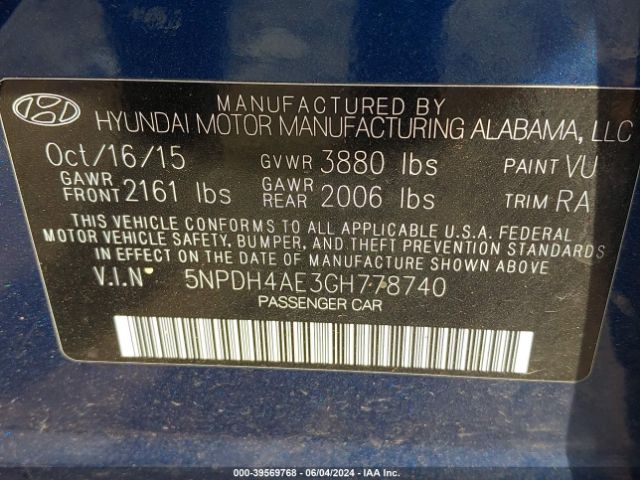 MANUFACTURED BY
HYUNDAI MOTOR MANUFACTURING ALABAMA, LLC
Oct/16/15 GVWR 3880 lbs PAINT VU
GAWR FRONT 2161 lbs GAWR REAR 2006 lbs TRIM RA
THIS VEHICLE CONFORMS TO ALL APPLICABLE U.S.A. FEDERAL
MOTOR VEHICLE SAFETY, BUMPER, AND THEFT PREVENTION STANDARDS
IN EFFECT ON THE DATE OF MANUFACTURE SHOWN ABOVE.
V.I.N 5NPDH4AE3GH778740
PASSENGER CAR
000-39569768 - 06/04/2024 - IAA Inc.